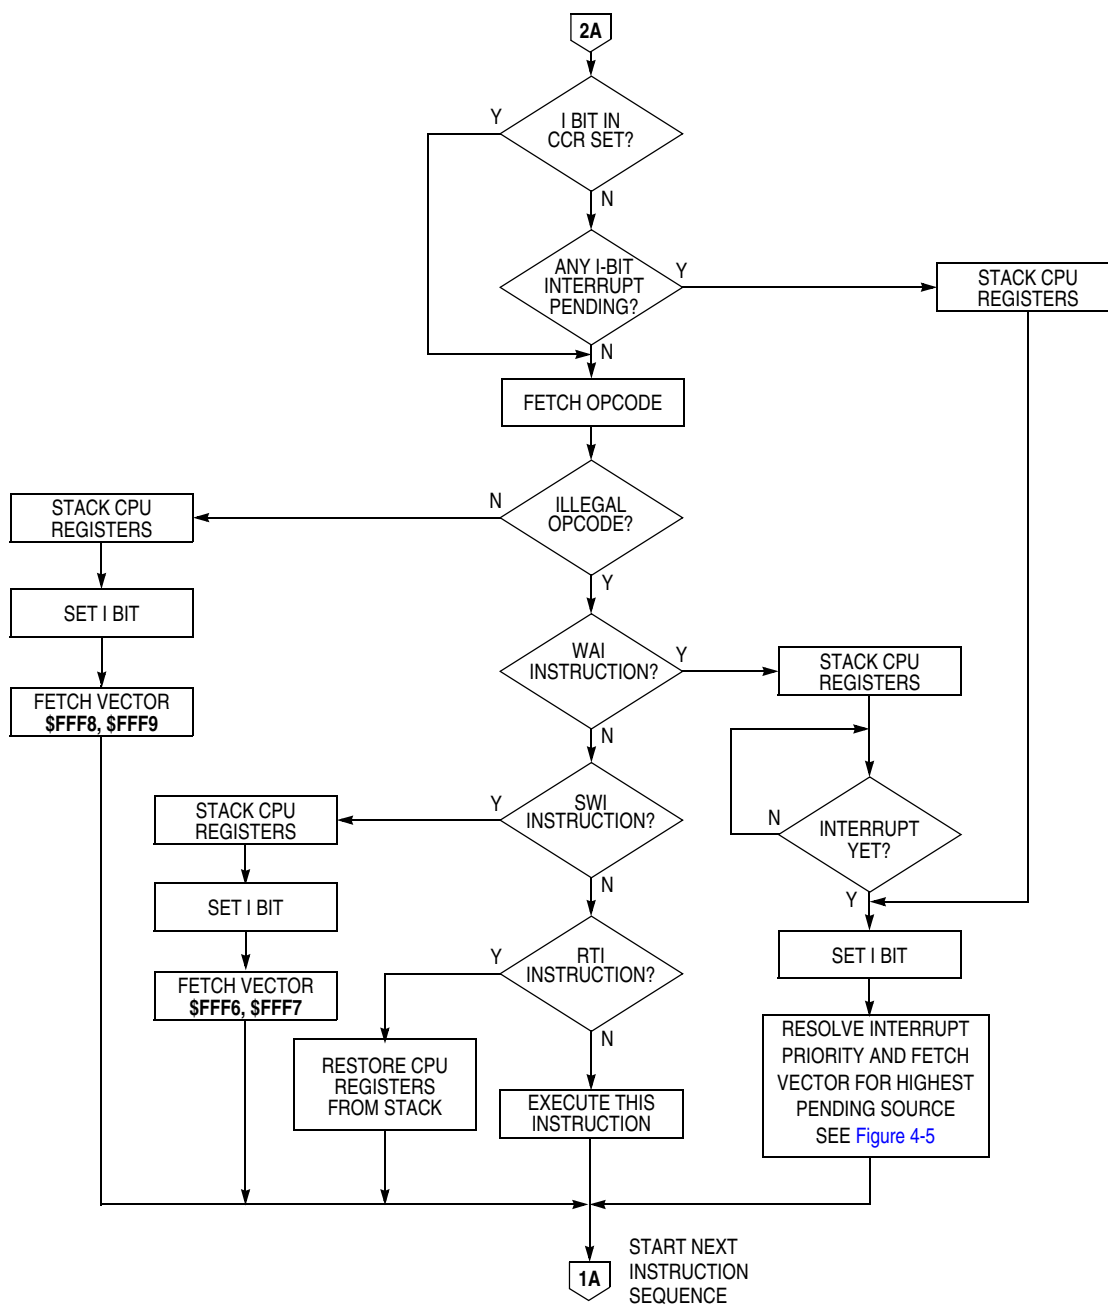 2A
Y
I BIT IN
CCR SET?
N
ANY I-BIT
INTERRUPT
PENDING?
Y
STACK CPU
REGISTERS
N
FETCH OPCODE
STACK CPU
REGISTERS
N
ILLEGAL
OPCODE?
Y
SET I BIT
WAI
INSTRUCTION?
Y
STACK CPU
REGISTERS
FETCH VECTOR
$FFF8, $FFF9
N
STACK CPU
REGISTERS
Y
SWI
INSTRUCTION?
N
INTERRUPT
YET?
N
Y
SET I BIT
RTI
INSTRUCTION?
Y
SET I BIT
FETCH VECTOR
$FFF6, $FFF7
N
RESTORE CPU
REGISTERS
FROM STACK
EXECUTE THIS
INSTRUCTION
RESOLVE INTERRUPT
PRIORITY AND FETCH
VECTOR FOR HIGHEST
PENDING SOURCE
SEE Figure 4-5
1A
START NEXT
INSTRUCTION
SEQUENCE